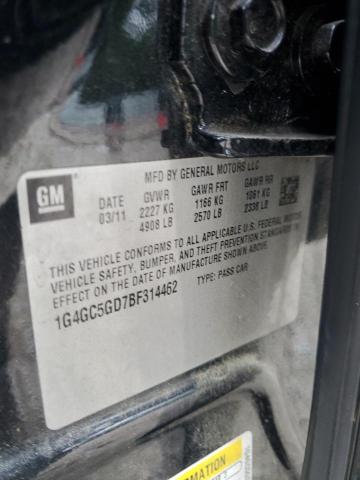 MFD BY GENERAL MOTORS LLC
GM
DATE GVWR GAWR FRT GAWR RR
03/11 2227 KG 1166 KG 1061 KG
4908 LB 2570 LB 2338 LB
THIS VEHICLE CONFORMS TO ALL APPLICABLE U.S. FEDERAL MOTOR
VEHICLE SAFETY, BUMPER, AND THEFT PREVENTION STANDARDS IN
EFFECT ON THE DATE OF MANUFACTURE SHOWN ABOVE.
1G4GC5GD7BF314462 TYPE: PASS CAR
INFORMATION